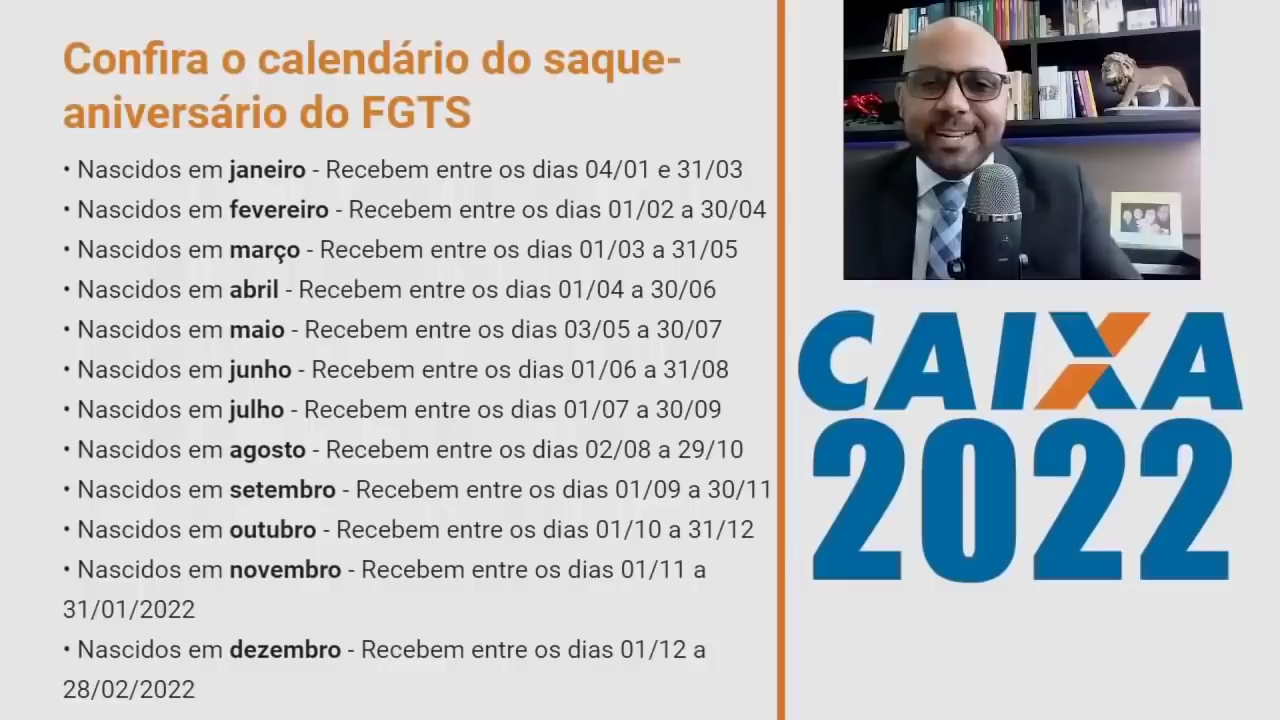 Confira o calendário do saque-
aniversário do FGTS
• Nascidos em janeiro - Recebem entre os dias 04/01 e 31/03
• Nascidos em fevereiro - Recebem entre os dias 01/02 a 30/04
• Nascidos em março - Recebem entre os dias 01/03 a 31/05
• Nascidos em abril - Recebem entre os dias 01/04 a 30/06
• Nascidos em maio - Recebem entre os dias 03/05 a 30/07
• Nascidos em junho - Recebem entre os dias 01/06 a 31/08
• Nascidos em julho - Recebem entre os dias 01/07 a 30/09
• Nascidos em agosto - Recebem entre os dias 02/08 a 29/10
• Nascidos em setembro - Recebem entre os dias 01/09 a 30/11
• Nascidos em outubro - Recebem entre os dias 01/10 a 31/12
• Nascidos em novembro - Recebem entre os dias 01/11 a
31/01/2022
• Nascidos em dezembro - Recebem entre os dias 01/12 a
28/02/2022
CAIXA
2022